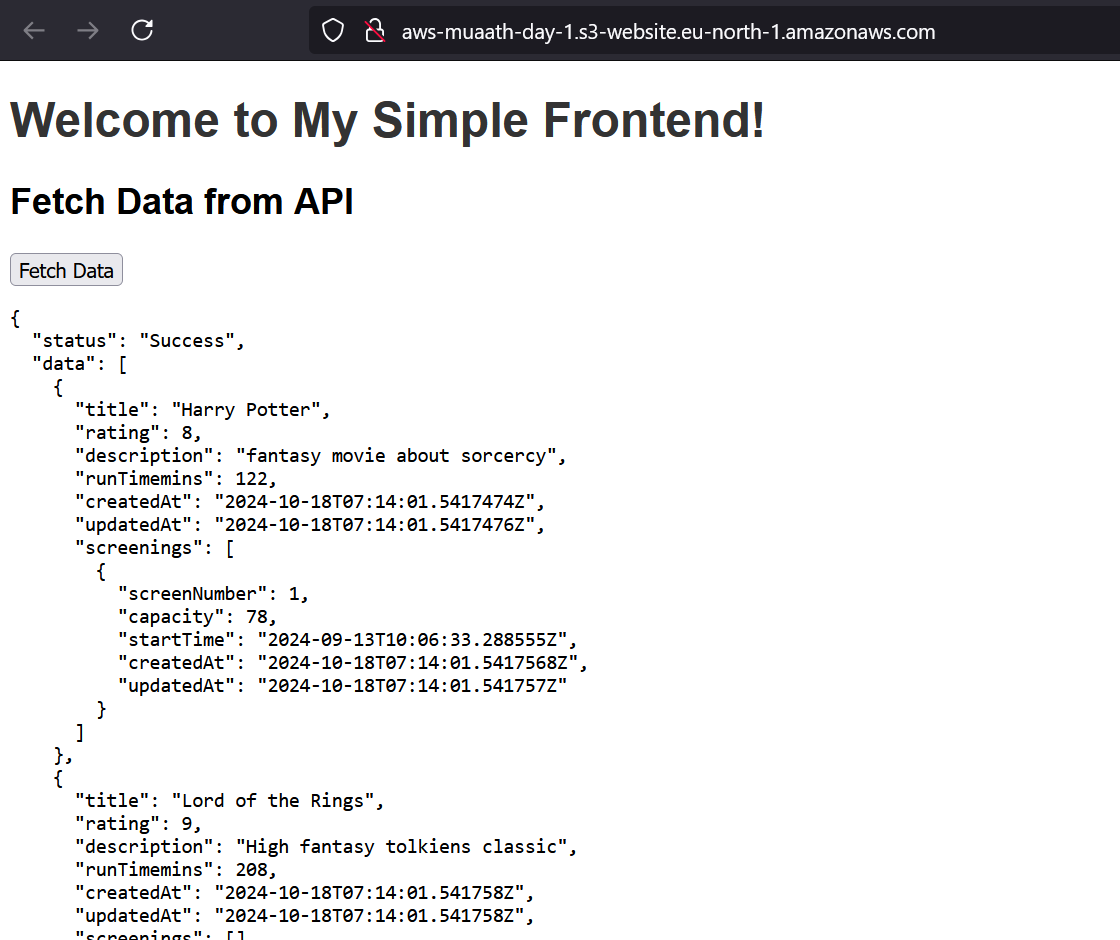 aws-muaath-day-1.s3-website.eu-north-1.amazonaws.com
Welcome to My Simple Frontend!
Fetch Data from API
Fetch Data
{
  "status": "Success",
  "data": [
    {
      "title": "Harry Potter",
      "rating": 8,
      "description": "fantasy movie about sorcercy",
      "runTimemins": 122,
      "createdAt": "2024-10-18T07:14:01.5417474Z",
      "updatedAt": "2024-10-18T07:14:01.5417476Z",
      "screenings": [
        {
          "screenNumber": 1,
          "capacity": 78,
          "startTime": "2024-09-13T10:06:33.288555Z",
          "createdAt": "2024-10-18T07:14:01.5417568Z",
          "updatedAt": "2024-10-18T07:14:01.541757Z"
        }
      ]
    },
    {
      "title": "Lord of the Rings",
      "rating": 9,
      "description": "High fantasy tolkiens classic",
      "runTimemins": 208,
      "createdAt": "2024-10-18T07:14:01.541758Z",
      "updatedAt": "2024-10-18T07:14:01.541758Z",
      "screenings": []